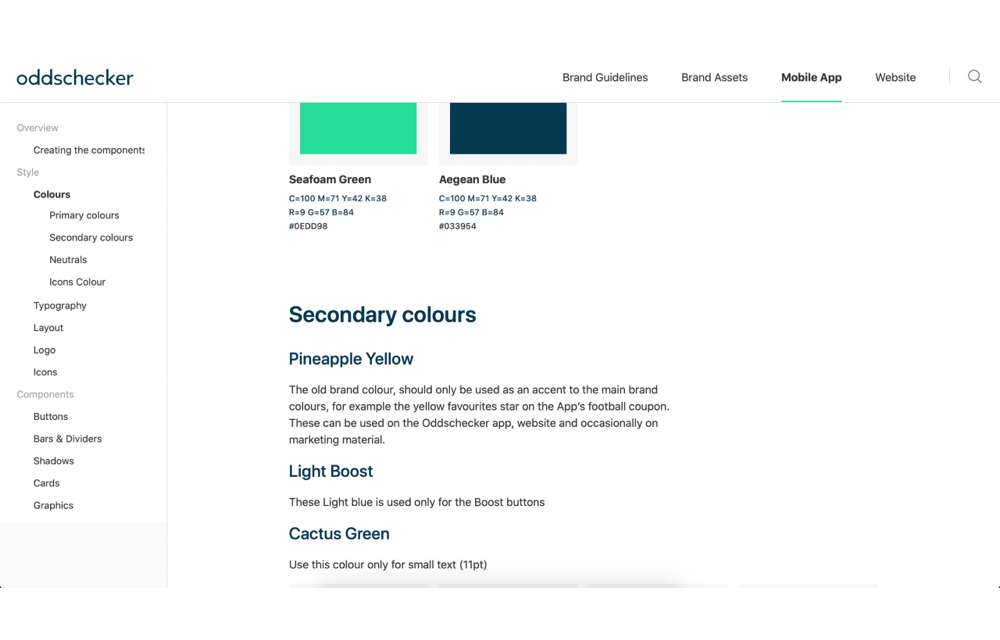 oddschecker
Brand Guidelines
Brand Assets
Mobile App
Website
Overview
Creating the components
Style
Colours
Primary colours
Secondary colours
Neutrals
Icons Colour
Typography
Layout
Logo
Icons
Components
Buttons
Bars & Dividers
Shadows
Cards
Graphics
Seafoam Green
C=100 M=71 Y=42 K=38
R=9 G=57 B=84
#0EDD98
Aegean Blue
C=100 M=71 Y=42 K=38
R=9 G=57 B=84
#033954
Secondary colours
Pineapple Yellow
The old brand colour, should only be used as an accent to the main brand
colours, for example the yellow favourites star on the App’s football coupon.
These can be used on the Oddschecker app, website and occasionally on
marketing material.
Light Boost
These Light blue is used only for the Boost buttons
Cactus Green
Use this colour only for small text (11pt)